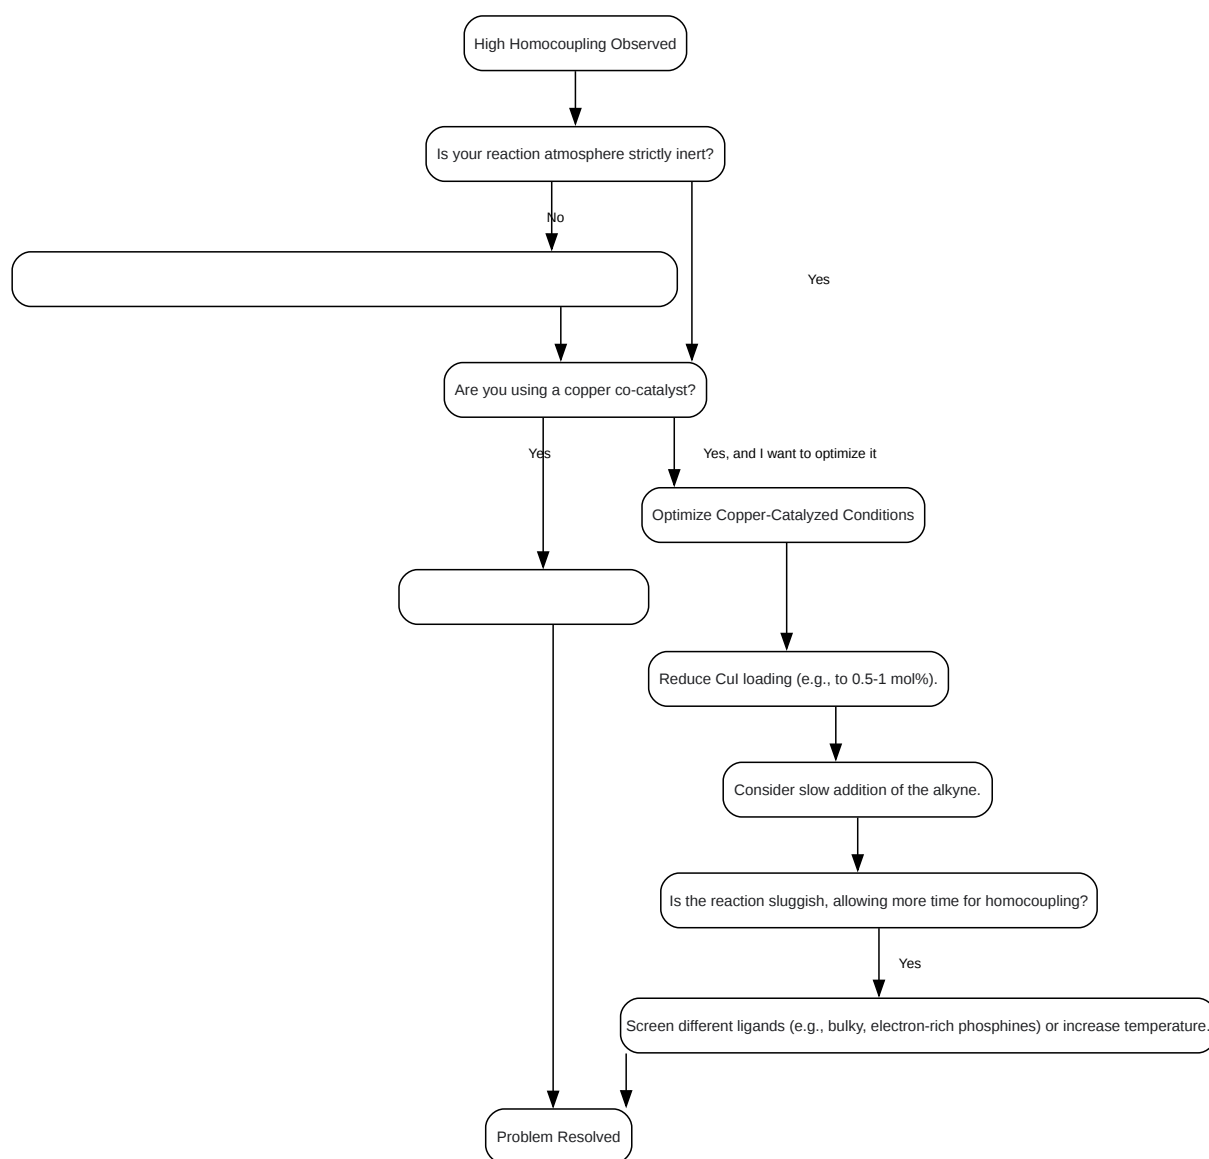 High Homocoupling Observed
Is your reaction atmosphere strictly inert?
No
Yes
Are you using a copper co-catalyst?
Yes
Yes, and I want to optimize it
Optimize Copper-Catalyzed Conditions
Reduce CuI loading (e.g., to 0.5-1 mol%).
Consider slow addition of the alkyne.
Is the reaction sluggish, allowing more time for homocoupling?
Yes
Screen different ligands (e.g., bulky, electron-rich phosphines) or increase temperature.
Problem Resolved